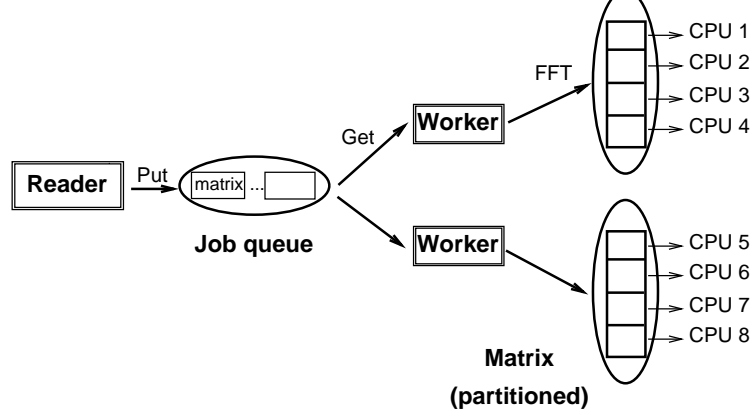 CPU 1
CPU 2
CPU 3
CPU 4
FFT
Worker
Get
Reader
Put
matrix ...
Job queue
Worker
CPU 5
CPU 6
CPU 7
CPU 8
Matrix
(partitioned)